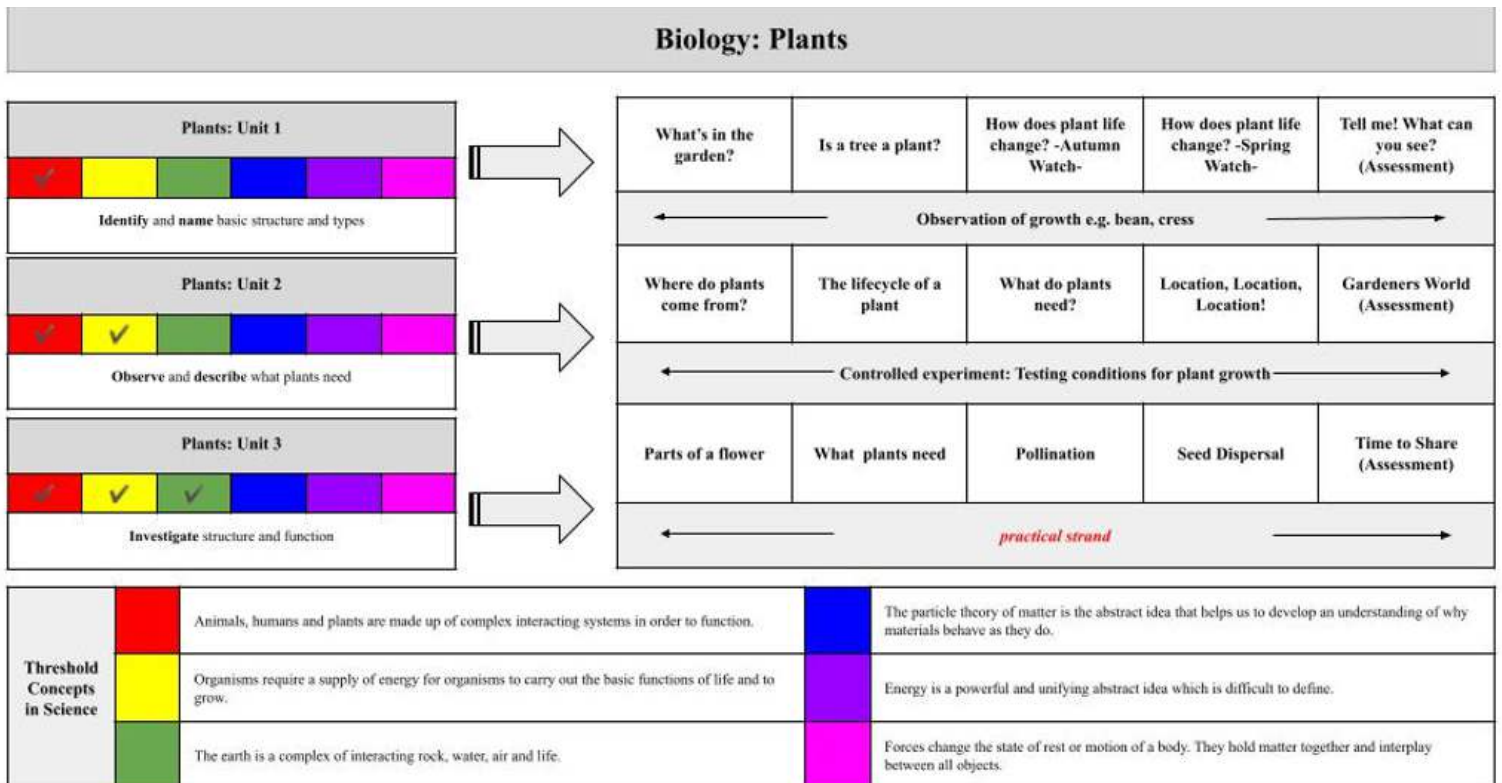 Biology: Plants
Plants: Unit 1
Identify and name basic structure and types
What's in the
garden?
Is a tree a plant?
How does plant life
change? -Autumn
Watch-
How does plant life
change? -Spring
Watch-
Tell me! What can
you see?
(Assessment)
Observation of growth e.g. bean, cress
Plants: Unit 2
Observe and describe what plants need
Where do plants
come from?
The lifecycle of a
plant
What do plants
need?
Location, Location,
Location!
Gardeners World
(Assessment)
Controlled experiment: Testing conditions for plant growth
Plants: Unit 3
Investigate structure and function
Parts of a flower
What plants need
Pollination
Seed Dispersal
Time to Share
(Assessment)
practical strand
Threshold
Concepts
in Science
Animals, humans and plants are made up of complex interacting systems in order to function.
Organisms require a supply of energy for organisms to carry out the basic functions of life and to
grow.
The earth is a complex of interacting rock, water, air and life.
The particle theory of matter is the abstract idea that helps us to develop an understanding of why
materials behave as they do.
Energy is a powerful and unifying abstract idea which is difficult to define.
Forces change the state of rest or motion of a body. They hold matter together and interplay
between all objects.